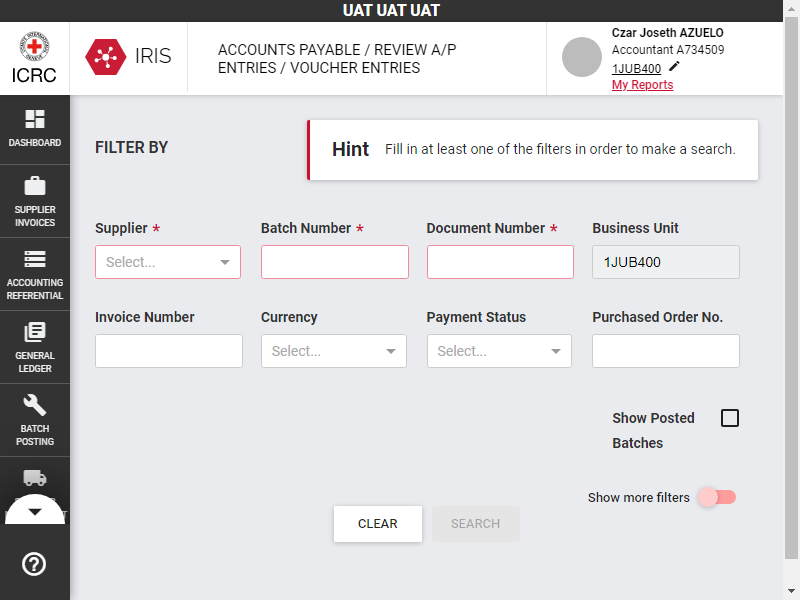 UAT UAT UAT
ICRC
IRIS
ACCOUNTS PAYABLE / REVIEW A/P
ENTRIES / VOUCHER ENTRIES
Czar Joseth AZUELO
Accountant A734509
1JUB400
My Reports
DASHBOARD
SUPPLIER
INVOICES
ACCOUNTING
REFERENTIAL
GENERAL
LEDGER
BATCH
POSTING
FILTER BY
Hint Fill in at least one of the filters in order to make a search.
Supplier * Batch Number * Document Number * Business Unit
Select... 1JUB400
Invoice Number Currency Payment Status Purchased Order No.
Select... Select...
Show Posted
Batches
Show more filters
CLEAR SEARCH